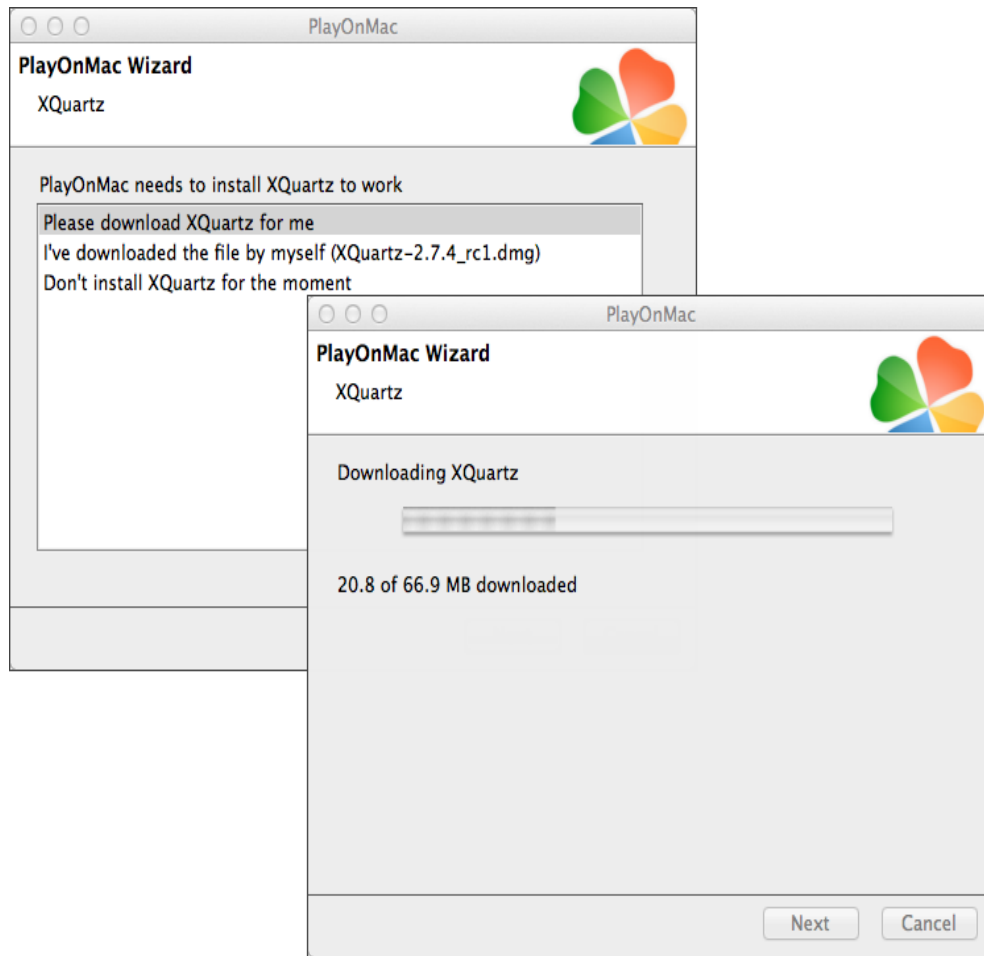 PlayOnMac
PlayOnMac Wizard
XQuartz
PlayOnMac needs to install XQuartz to work
Please download XQuartz for me
I've downloaded the file by myself (XQuartz-2.7.4_rc1.dmg)
Don't install XQuartz for the moment
PlayOnMac
PlayOnMac Wizard
XQuartz
Downloading XQuartz
20.8 of 66.9 MB downloaded
Next Cancel